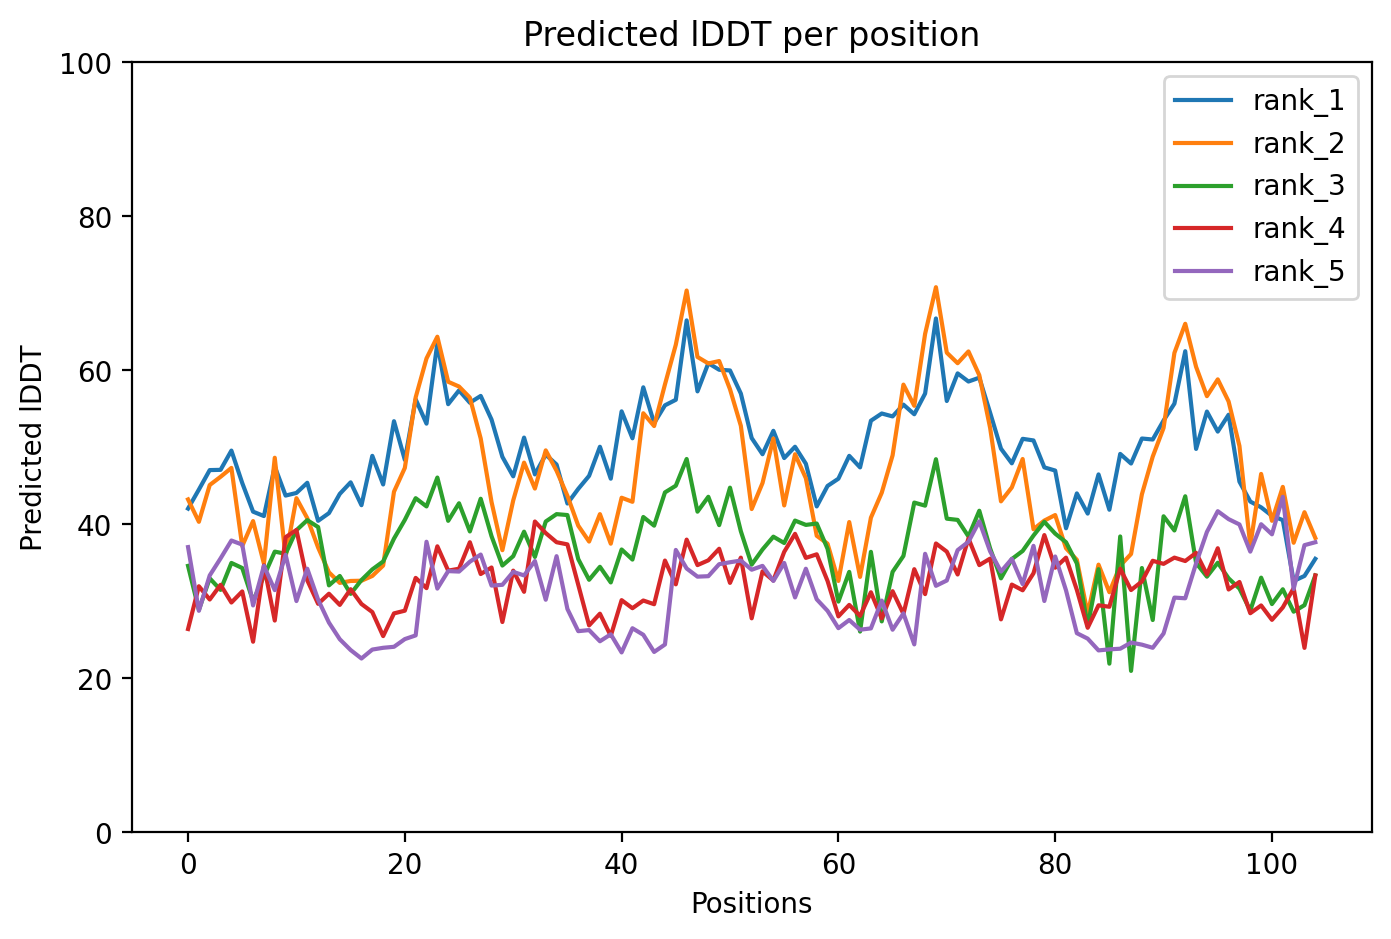 Predicted lDDT per position
100
80
60
40
20
0
Predicted lDDT
rank_1
rank_2
rank_3
rank_4
rank_5
0 20 40 60 80 100
Positions